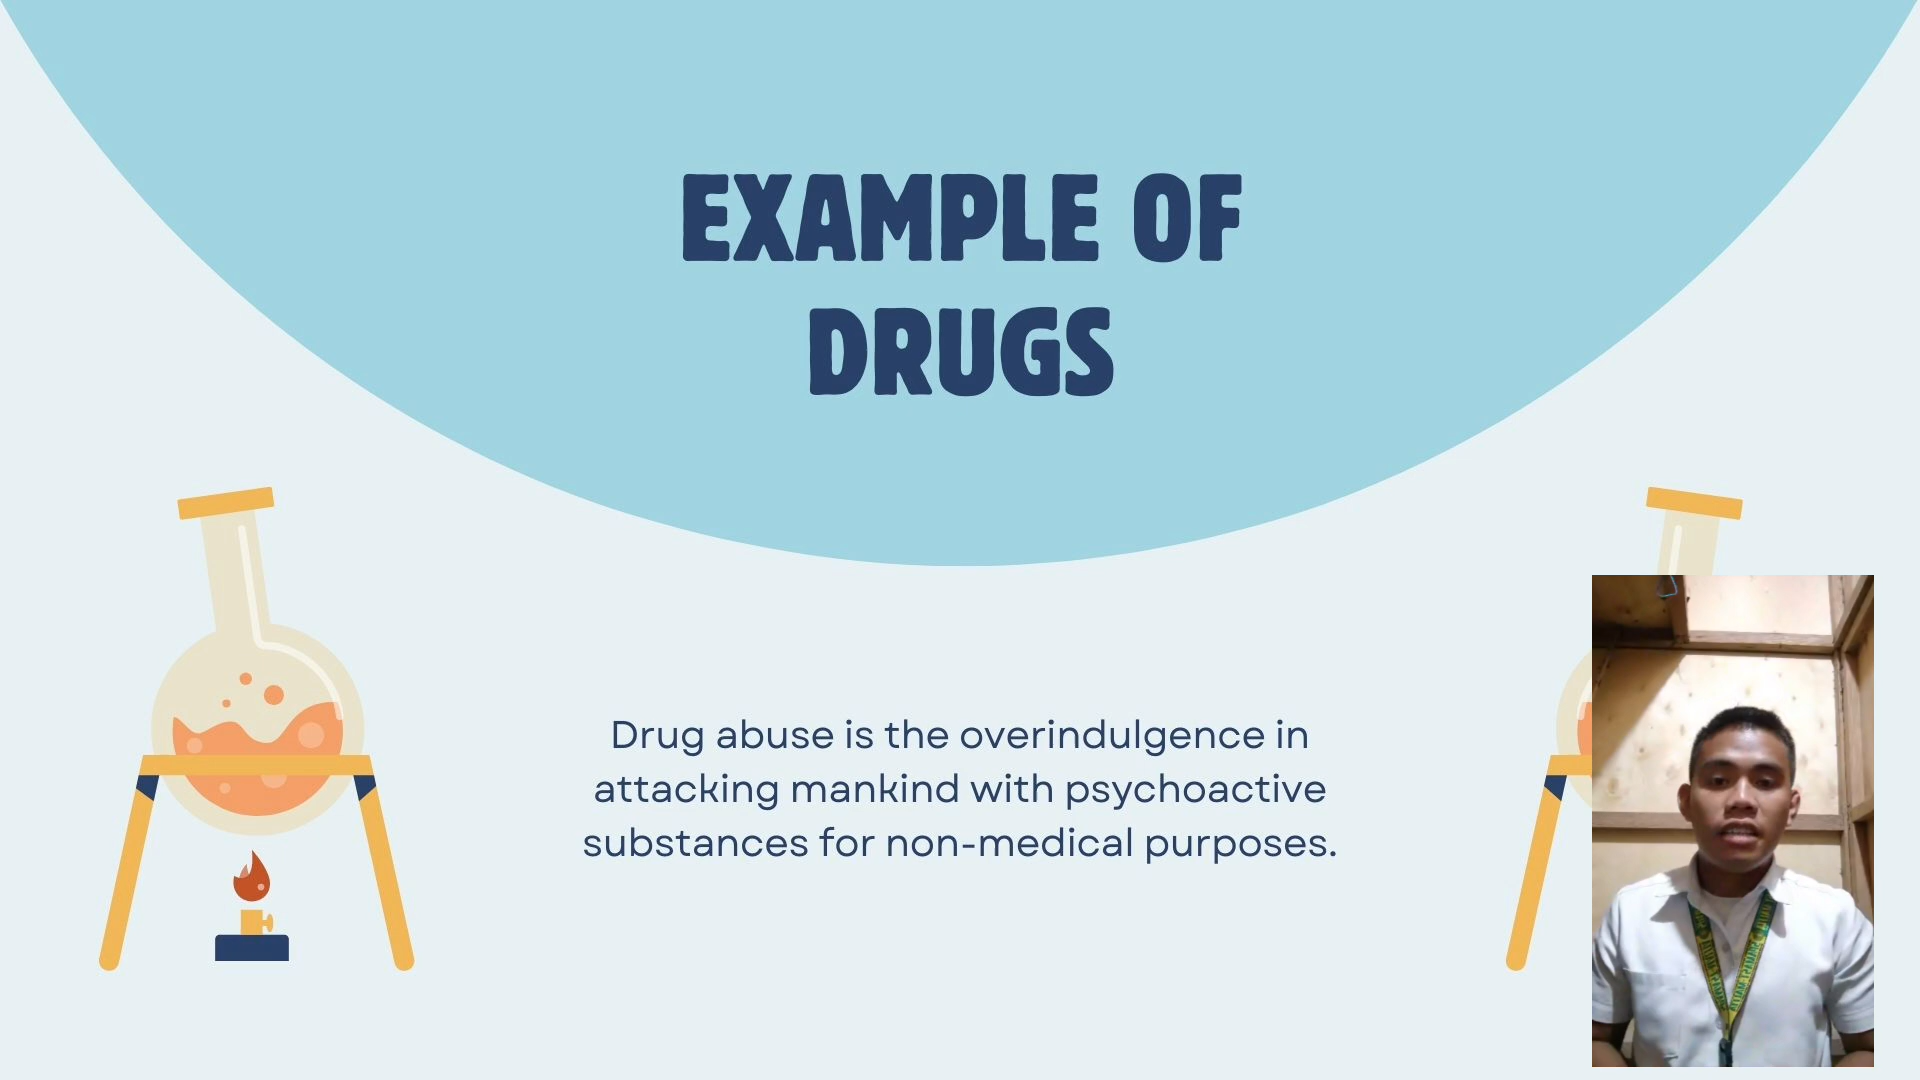 EXAMPLE OF
DRUGS
Drug abuse is the overindulgence in
attacking mankind with psychoactive
substances for non-medical purposes.